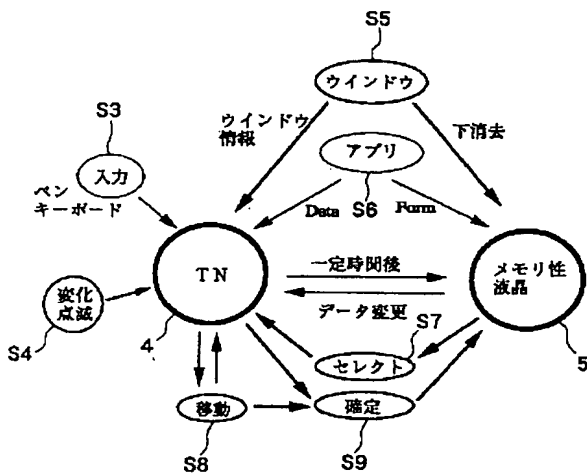 S5
ウインドウ
S3
ウインドウ
情報
下消去
アプリ
入力
S6
ペン
キーボード
Data
Form
TN
一定時間後
メモリ性
液晶
変化
点滅
データ変更
S7
S4
4
セレクト
5
移動
確定
S8
S9